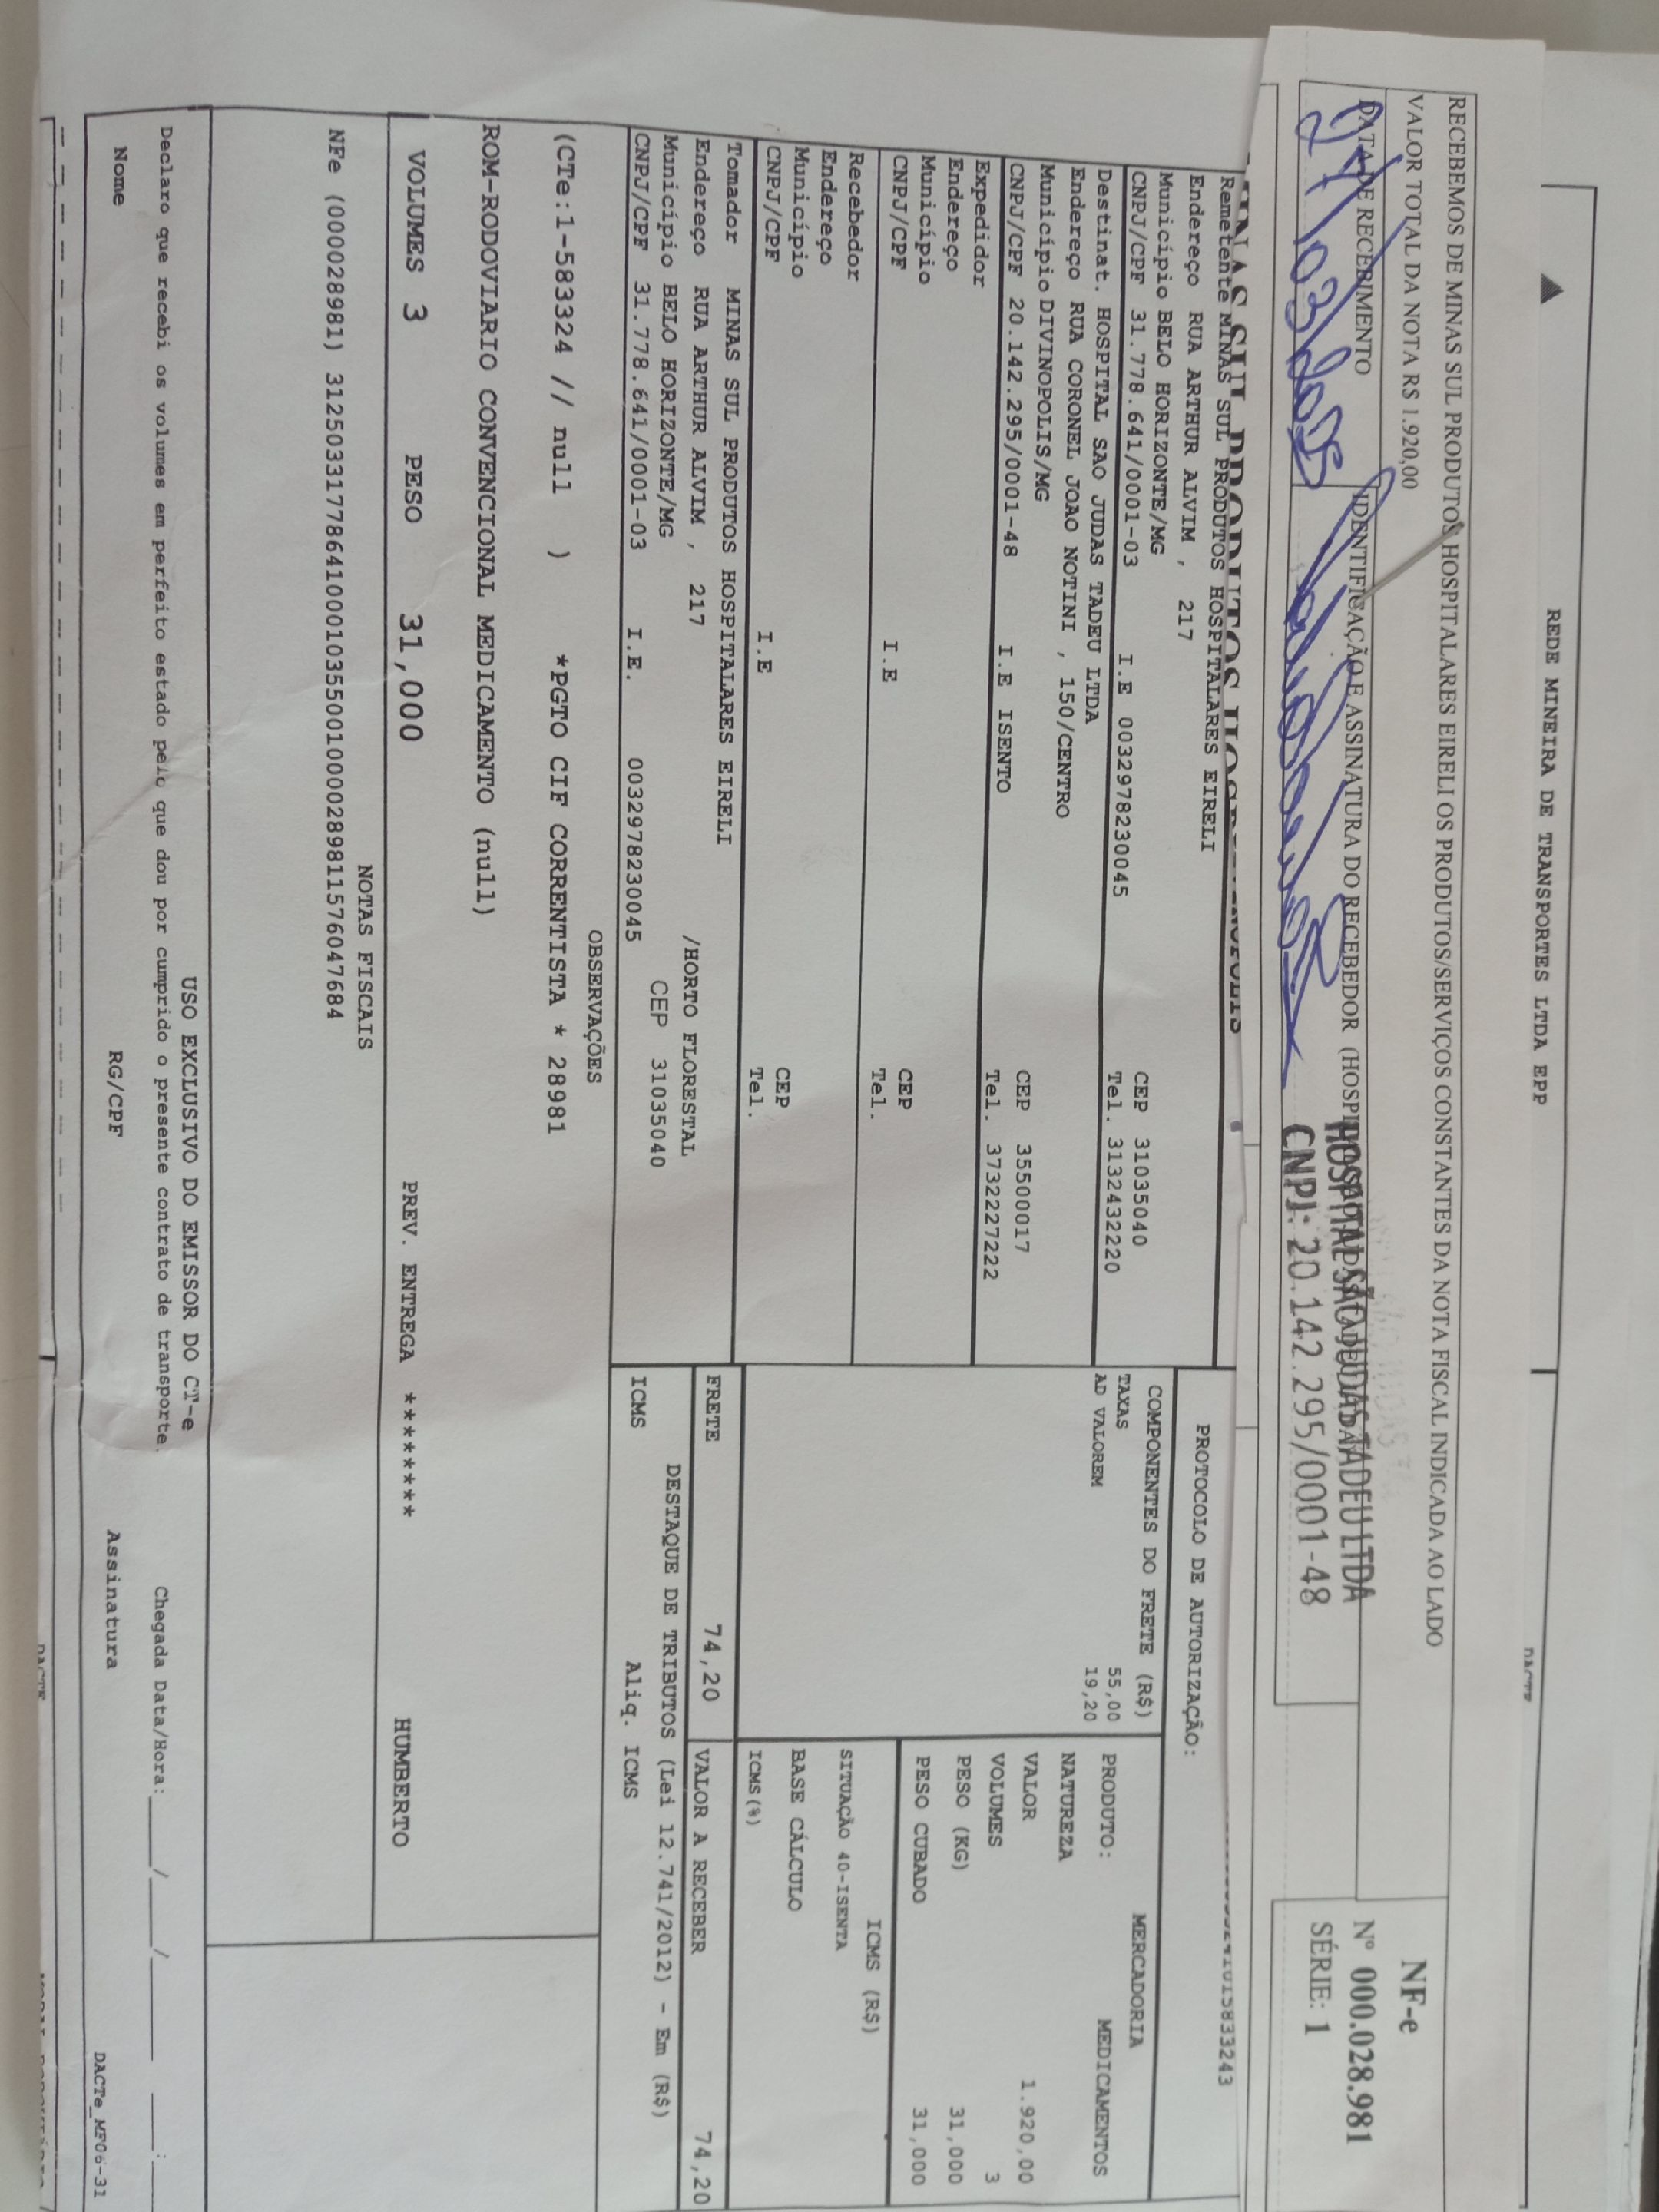 REDE MINEIRA DE TRANSPORTES LTDA EPP
RECEBEMOS DE MINAS SUL PRODUTOS HOSPITALARES EIRELI OS PRODUTOS/SERVIÇOS CONSTANTES DA NOTA FISCAL INDICADA AO LADO
VALOR TOTAL DA NOTA R$ 1.920,00
NF-e
Nº 000.028.981
SÉRIE: 1
DATA DE RECEBIMENTO
IDENTIFICAÇÃO E ASSINATURA DO RECEBEDOR
HOSPITAL SÃO JUDAS TADEU LTDA
CNPJ: 20.142.295/0001-48
Remetente MINAS SUL PRODUTOS HOSPITALARES EIRELI
Endereço RUA ARTHUR ALVIM , 217
Município BELO HORIZONTE/MG CEP 31035040
CNPJ/CPF 31.778.641/0001-03 I.E 0032978230045 Tel. 3132432220
Destinat. HOSPITAL SAO JUDAS TADEU LTDA
Endereço RUA CORONEL JOAO NOTINI , 150/CENTRO
Município DIVINOPOLIS/MG CEP 35500017
CNPJ/CPF 20.142.295/0001-48 I.E ISENTO Tel. 3732227222
Expedidor
Endereço
Município CEP
CNPJ/CPF I.E Tel.
Recebedor
Endereço
Município CEP
CNPJ/CPF I.E Tel.
Tomador MINAS SUL PRODUTOS HOSPITALARES EIRELI
Endereço RUA ARTHUR ALVIM , 217 /HORTO FLORESTAL
Município BELO HORIZONTE/MG CEP 31035040
CNPJ/CPF 31.778.641/0001-03 I.E. 0032978230045
PROTOCOLO DE AUTORIZAÇÃO:
COMPONENTES DO FRETE (R$)
TAXAS 55,00
AD VALOREM 19,20
MERCADORIA
PRODUTO: MEDICAMENTOS
NATUREZA
VALOR 1.920,00
VOLUMES 3
PESO (KG) 31,000
PESO CUBADO 31,000
ICMS (R$)
SITUAÇÃO 40-ISENTA
BASE CÁLCULO
ICMS(%)
FRETE 74,20 VALOR A RECEBER 74,20
DESTAQUE DE TRIBUTOS (Lei 12.741/2012) - Em (R$)
ICMS Aliq. ICMS
OBSERVAÇÕES
(CTe:1-583324 // null ) *PGTO CIF CORRENTISTA * 28981
ROM-RODOVIARIO CONVENCIONAL MEDICAMENTO (null)
VOLUMES 3 PESO 31,000 PREV. ENTREGA ******** HUMBERTO
NOTAS FISCAIS
NFe (000028981) 31250331778641000103550010000289811576047684
USO EXCLUSIVO DO EMISSOR DO CT-e
Declaro que recebi os volumes em perfeito estado pelo que dou por cumprido o presente contrato de transporte. Chegada Data/Hora: ___/___/_____ ___:___
Nome RG/CPF Assinatura
DACTe_MF06-31